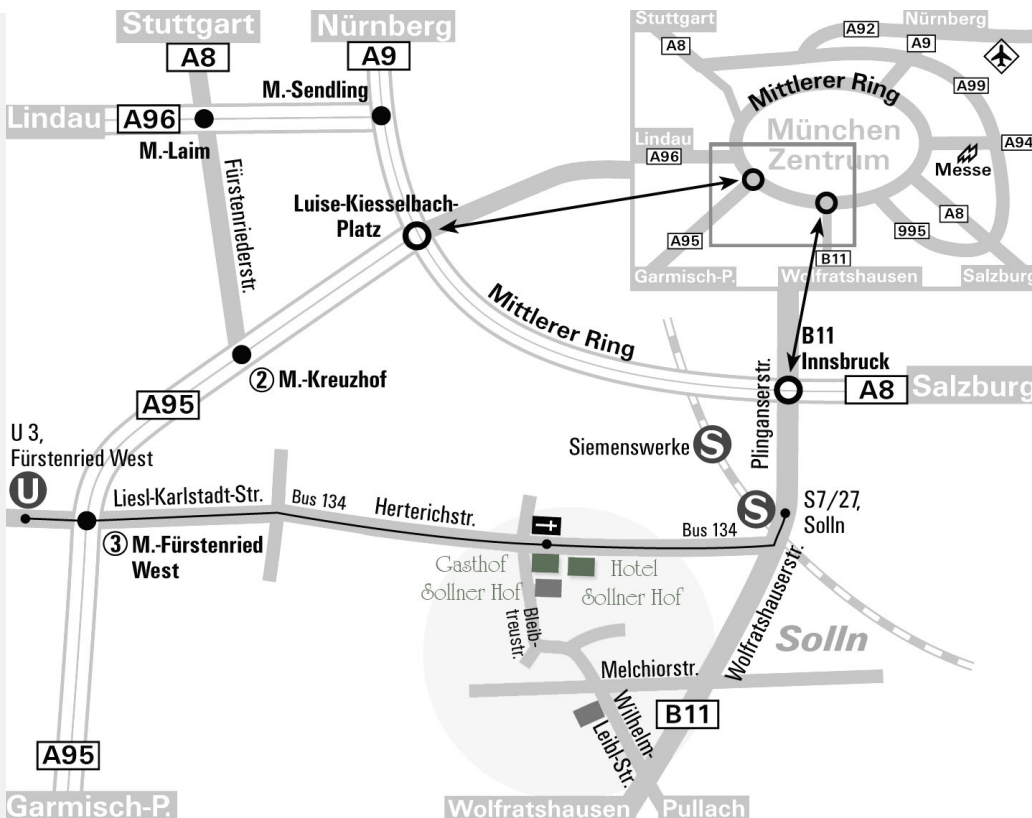 Stuttgart
A8
Nürnberg
A9
M.-Sendling
Lindau
A96
M.-Laim
Fürstenriederstr.
Luise-Kiesselbach-
Platz
Mittlerer Ring
② M.-Kreuzhof
A95
U 3,
Fürstenried West
U
Liesl-Karlstadt-Str.
Bus 134
Herterichstr.
③ M.-Fürstenried
West
A95
Garmisch-P.
Stuttgart
A8
A92
Nürnberg
A9
A99
Mittlerer Ring
München
Zentrum
Lindau
A96
A94
Messe
A95
A8
995
B11
Garmisch-P.
Wolfratshausen
Salzburg
B11
Innsbruck
A8
Salzburg
Plinganserstr.
Siemenswerke
S
S
S7/27,
Solln
Bus 134
Gasthof
Sollner Hof
Hotel
Sollner Hof
Bleib-
treustr.
Wolfratshauserstr.
Solln
Melchiorstr.
B11
Wilhelm-
Leibl-Str.
Wolfratshausen
Pullach